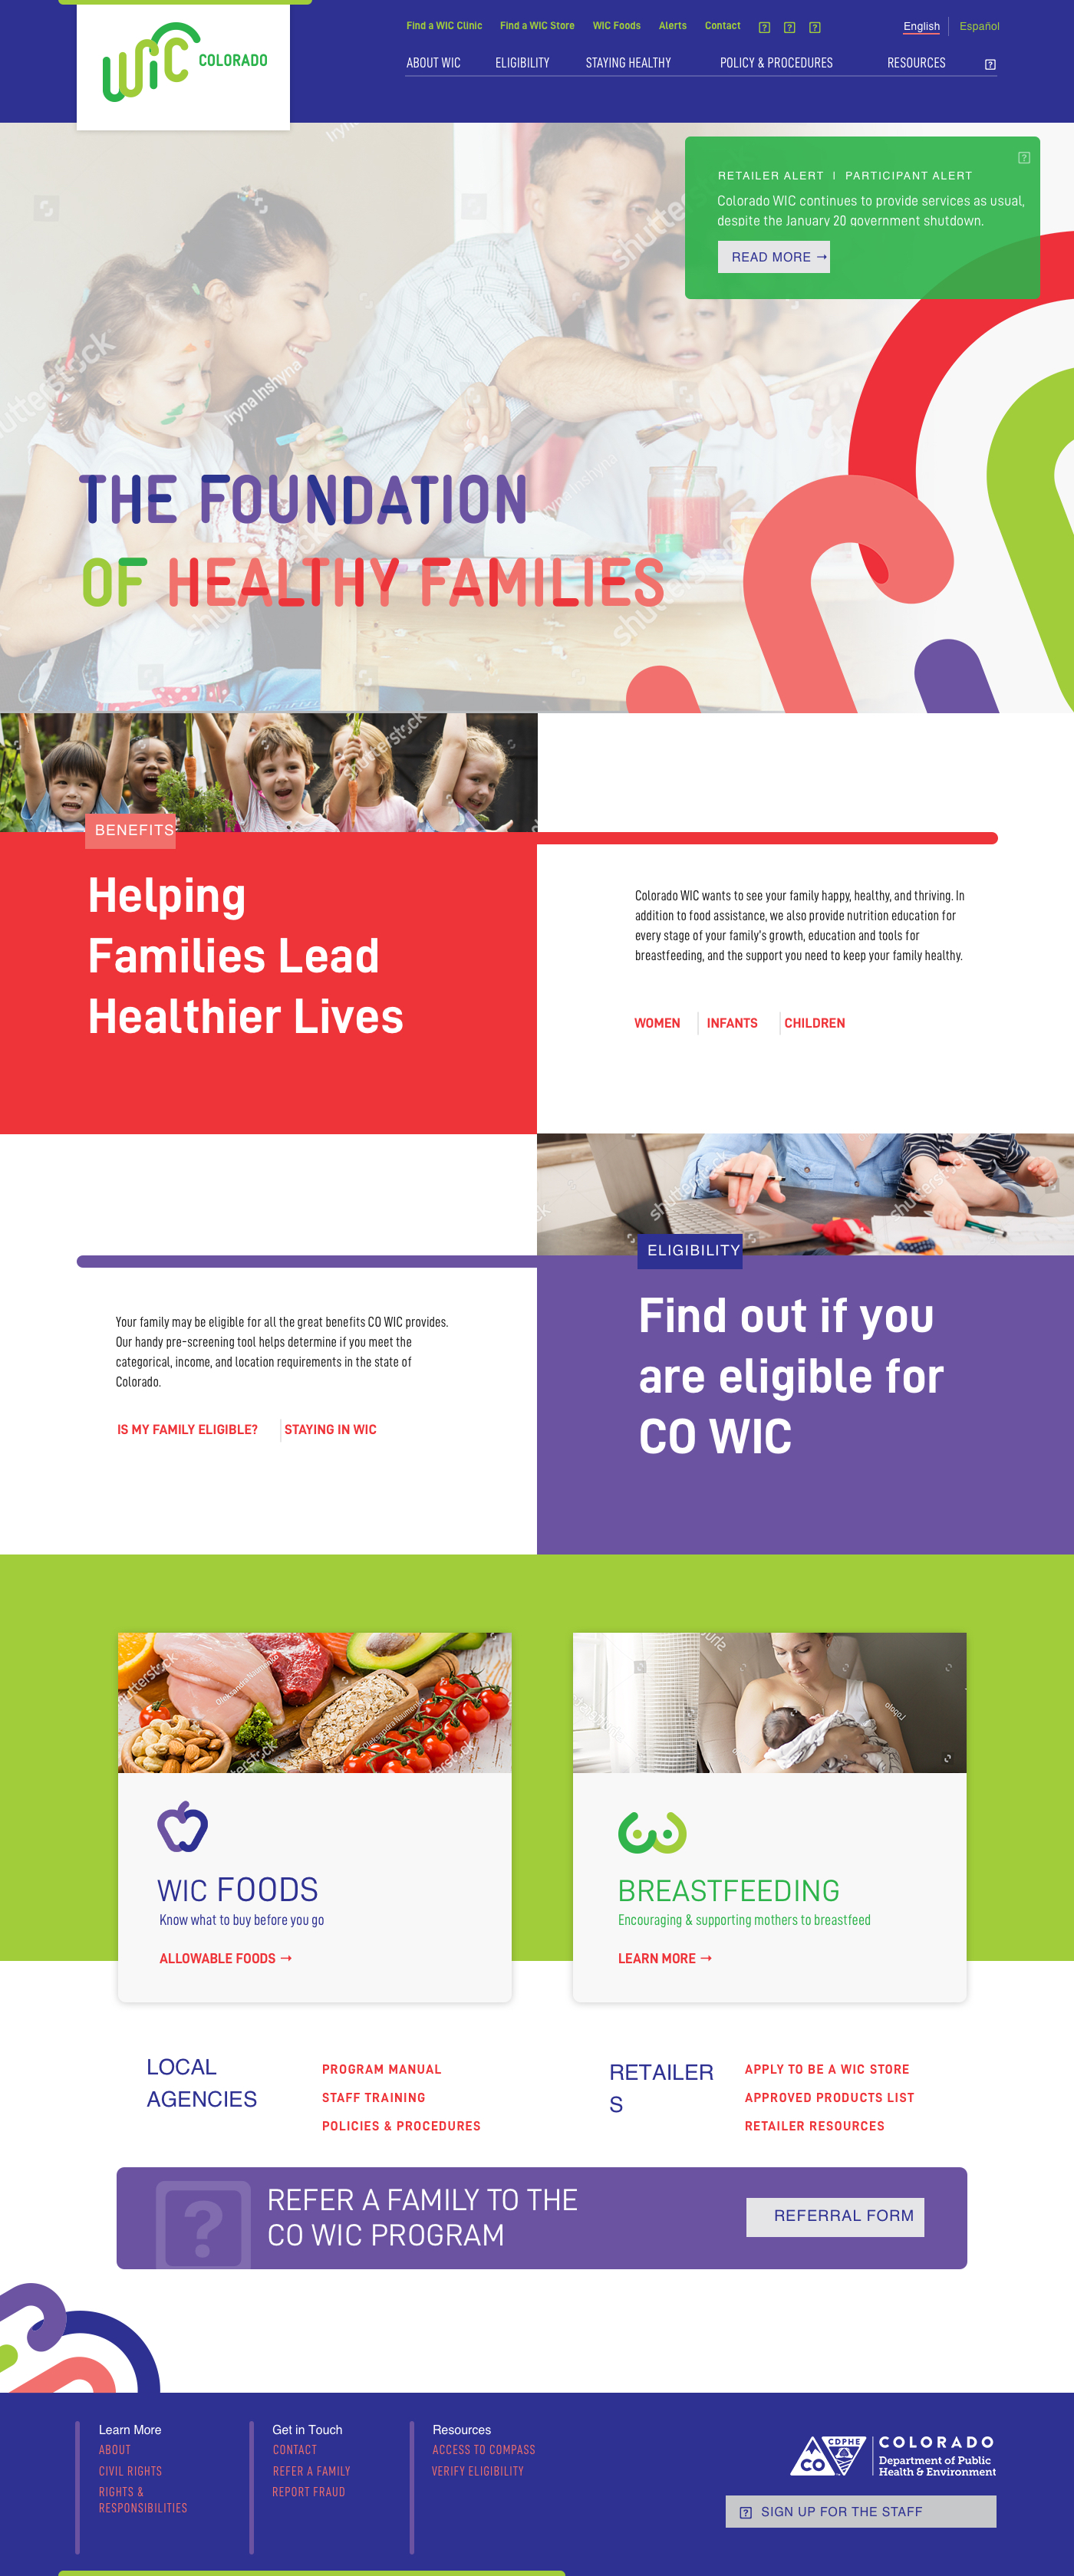 Find a WIC Clinic Find a WIC Store WIC Foods Alerts Contact
English Español
WiC COLORADO
ABOUT WIC ELIGIBILITY STAYING HEALTHY POLICY & PROCEDURES RESOURCES
RETAILER ALERT | PARTICIPANT ALERT
Colorado WIC continues to provide services as usual,
despite the January 20 government shutdown.
READ MORE →
Iryna Inshyna
shutterstock
THE FOUNDATION
OF HEALTHY FAMILIES
BENEFITS
Helping
Families Lead
Healthier Lives
Colorado WIC wants to see your family happy, healthy, and thriving. In
addition to food assistance, we also provide nutrition education for
every stage of your family's growth, education and tools for
breastfeeding, and the support you need to keep your family healthy.
WOMEN INFANTS CHILDREN
ELIGIBILITY
Find out if you
are eligible for
CO WIC
Your family may be eligible for all the great benefits CO WIC provides.
Our handy pre-screening tool helps determine if you meet the
categorical, income, and location requirements in the state of
Colorado.
IS MY FAMILY ELIGIBLE? STAYING IN WIC
Oleksandra Naumenko
WIC FOODS
Know what to buy before you go
ALLOWABLE FOODS →
BREASTFEEDING
Encouraging & supporting mothers to breastfeed
LEARN MORE →
LOCAL
AGENCIES
PROGRAM MANUAL
STAFF TRAINING
POLICIES & PROCEDURES
RETAILER
S
APPLY TO BE A WIC STORE
APPROVED PRODUCTS LIST
RETAILER RESOURCES
REFER A FAMILY TO THE
CO WIC PROGRAM
REFERRAL FORM
Learn More
ABOUT
CIVIL RIGHTS
RIGHTS &
RESPONSIBILITIES
Get in Touch
CONTACT
REFER A FAMILY
REPORT FRAUD
Resources
ACCESS TO COMPASS
VERIFY ELIGIBILITY
CO CDPHE
COLORADO
Department of Public
Health & Environment
SIGN UP FOR THE STAFF